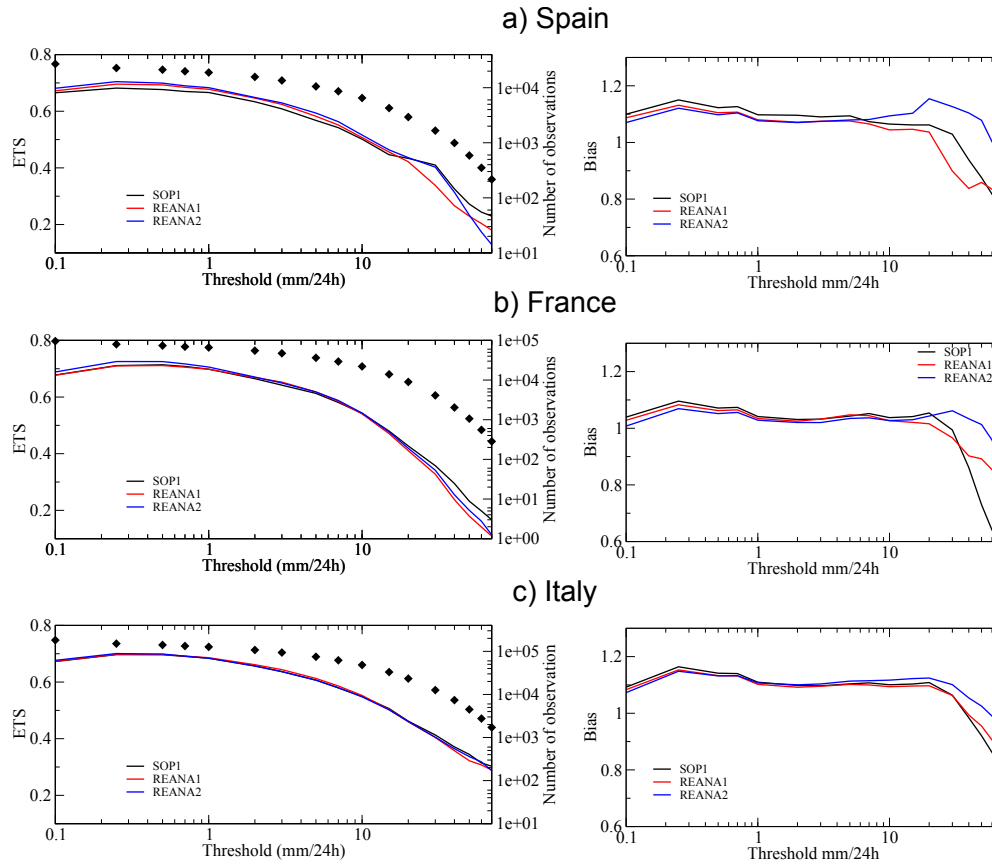 a) Spain
0.8
0.6
0.4
0.2
ETS
1e+04
1e+03
1e+02
1e+01
Number of observations
SOP1
REANA1
REANA2
0.1
1
10
Threshold (mm/24h)
1.2
1
0.8
0.6
Bias
SOP1
REANA1
REANA2
0.1
1
10
Threshold mm/24h
b) France
0.8
0.6
0.4
0.2
ETS
1e+05
1e+04
1e+03
1e+02
1e+01
1e+00
Number of observations
SOP1
REANA1
REANA2
0.1
1
10
Threshold (mm/24h)
1.2
1
0.8
0.6
Bias
SOP1
REANA1
REANA2
0.1
1
10
Threshold mm/24h
c) Italy
0.8
0.6
0.4
0.2
ETS
1e+05
1e+04
1e+03
1e+02
1e+01
Number of observation
SOP1
REANA1
REANA2
0.1
1
10
Threshold (mm/24h)
1.2
1
0.8
0.6
Bias
SOP1
REANA1
REANA2
0.1
1
10
Threshold mm/24h